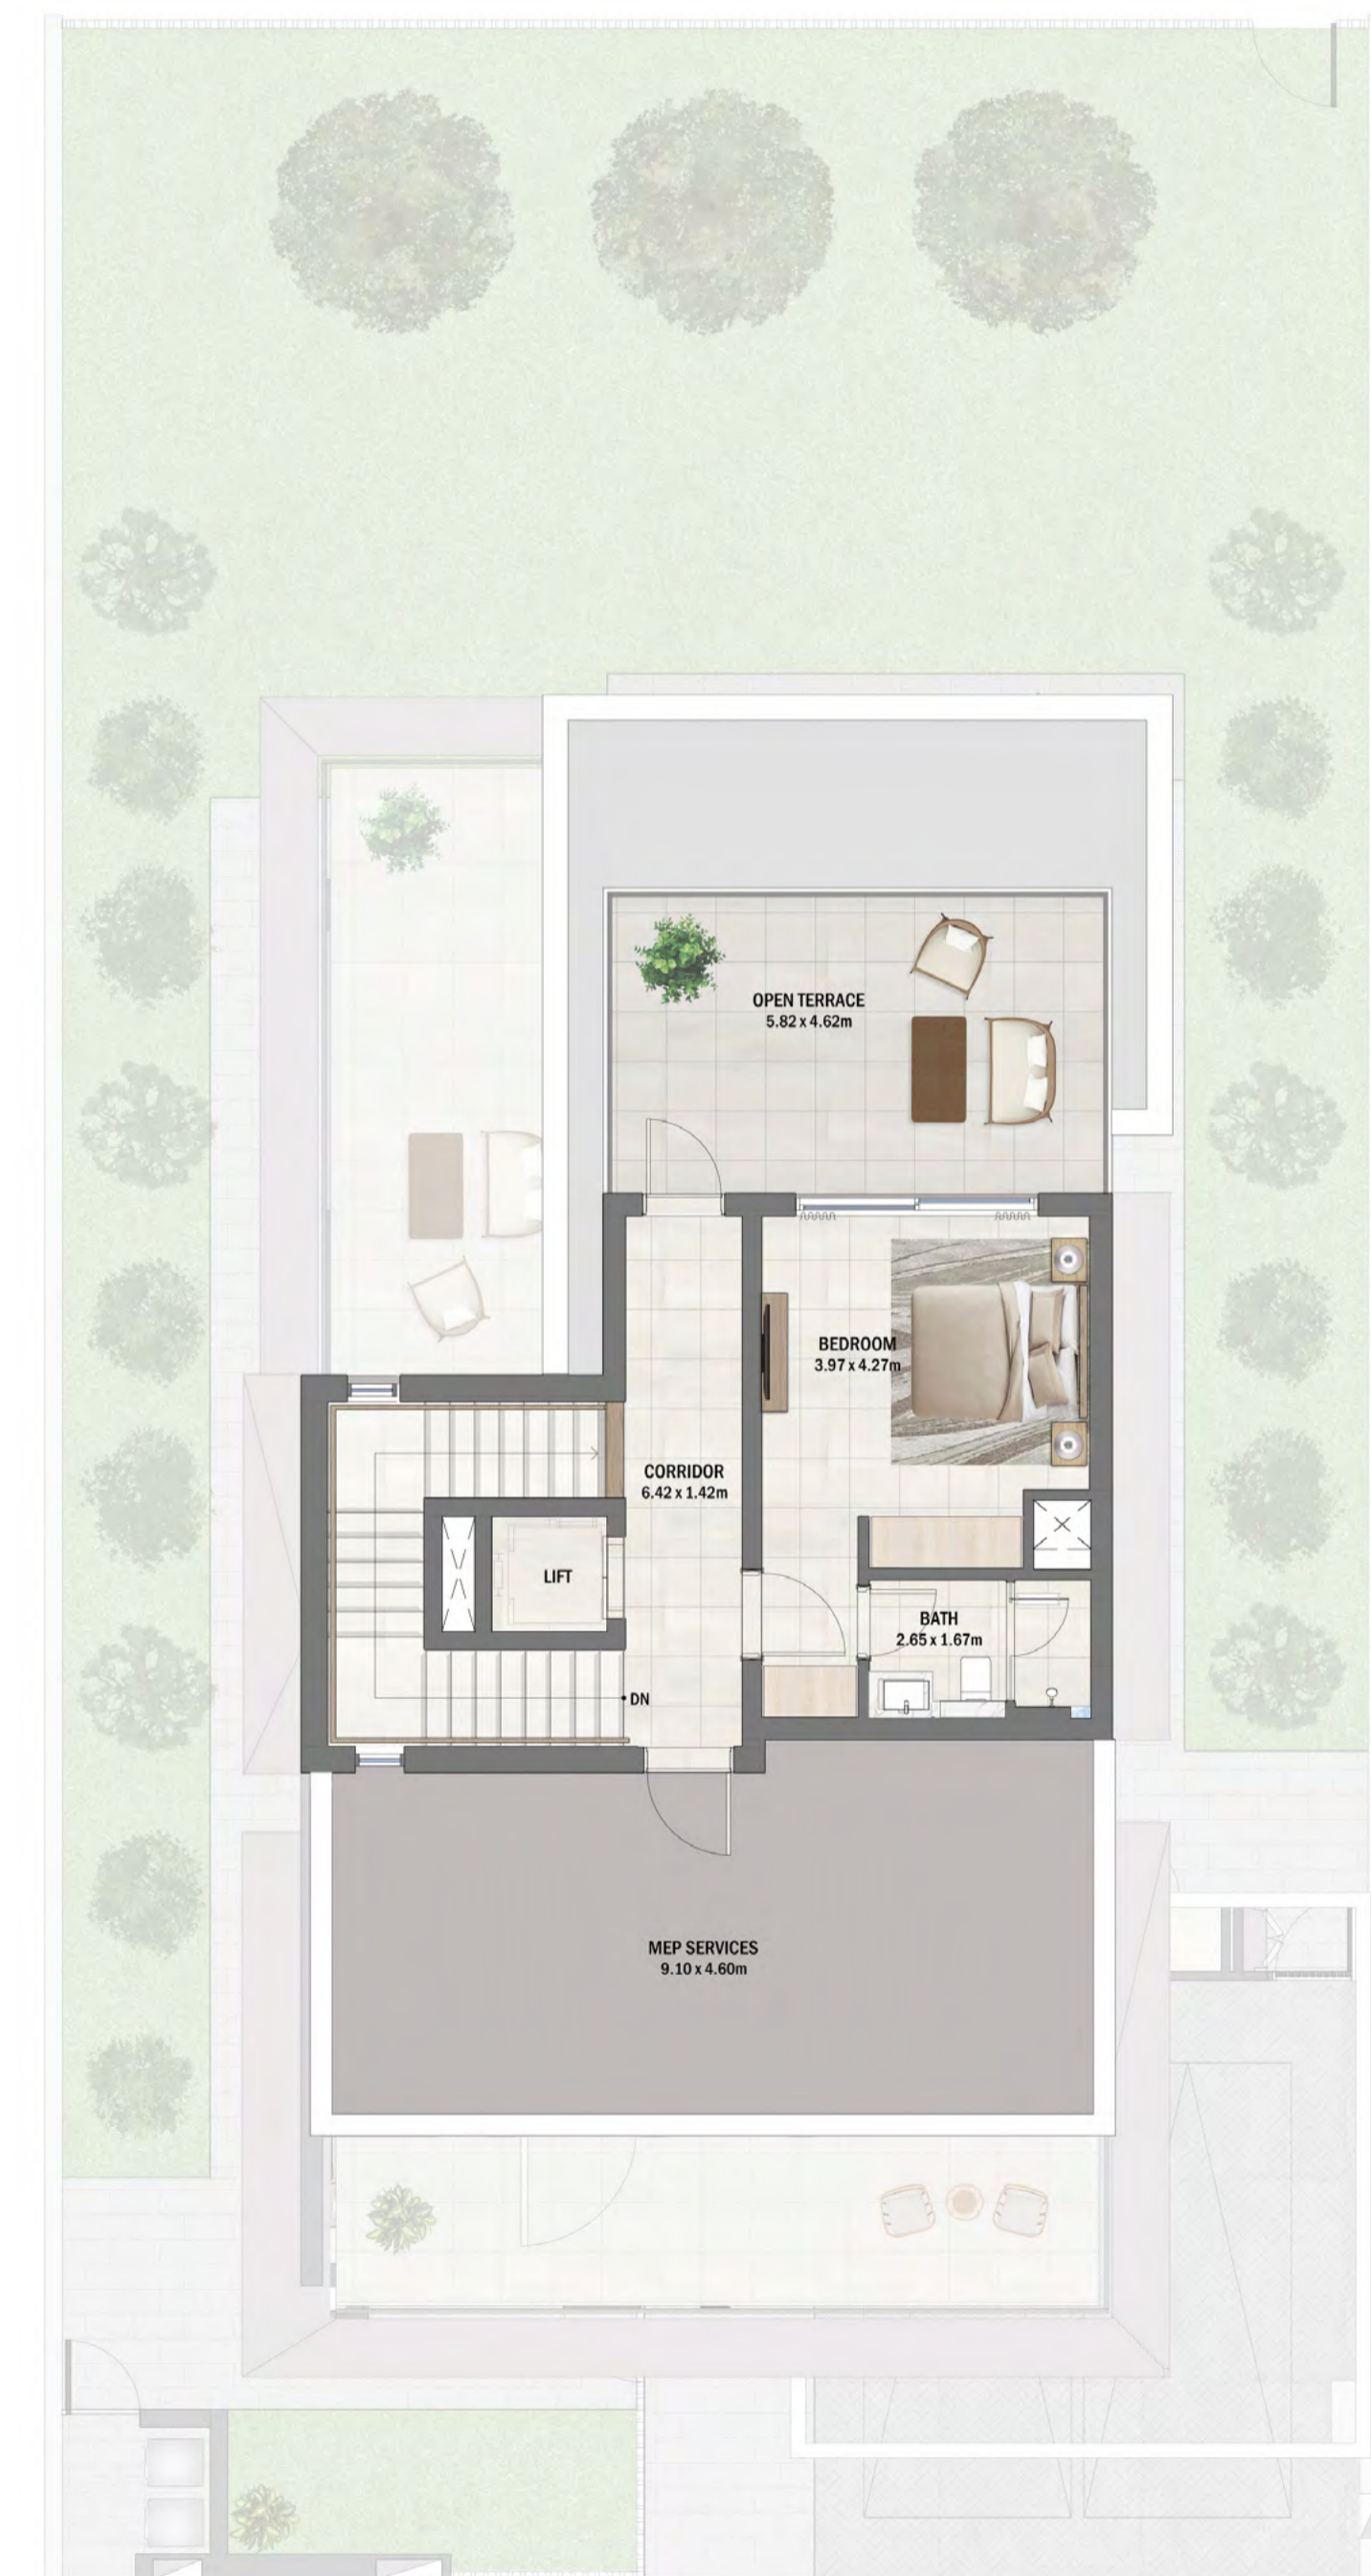 OPEN TERRACE
5.82 x 4.62m
BEDROOM
3.97 x 4.27m
CORRIDOR
6.42 x 1.42m
LIFT
BATH
2.65 x 1.67m
DN
MEP SERVICES
9.10 x 4.60m